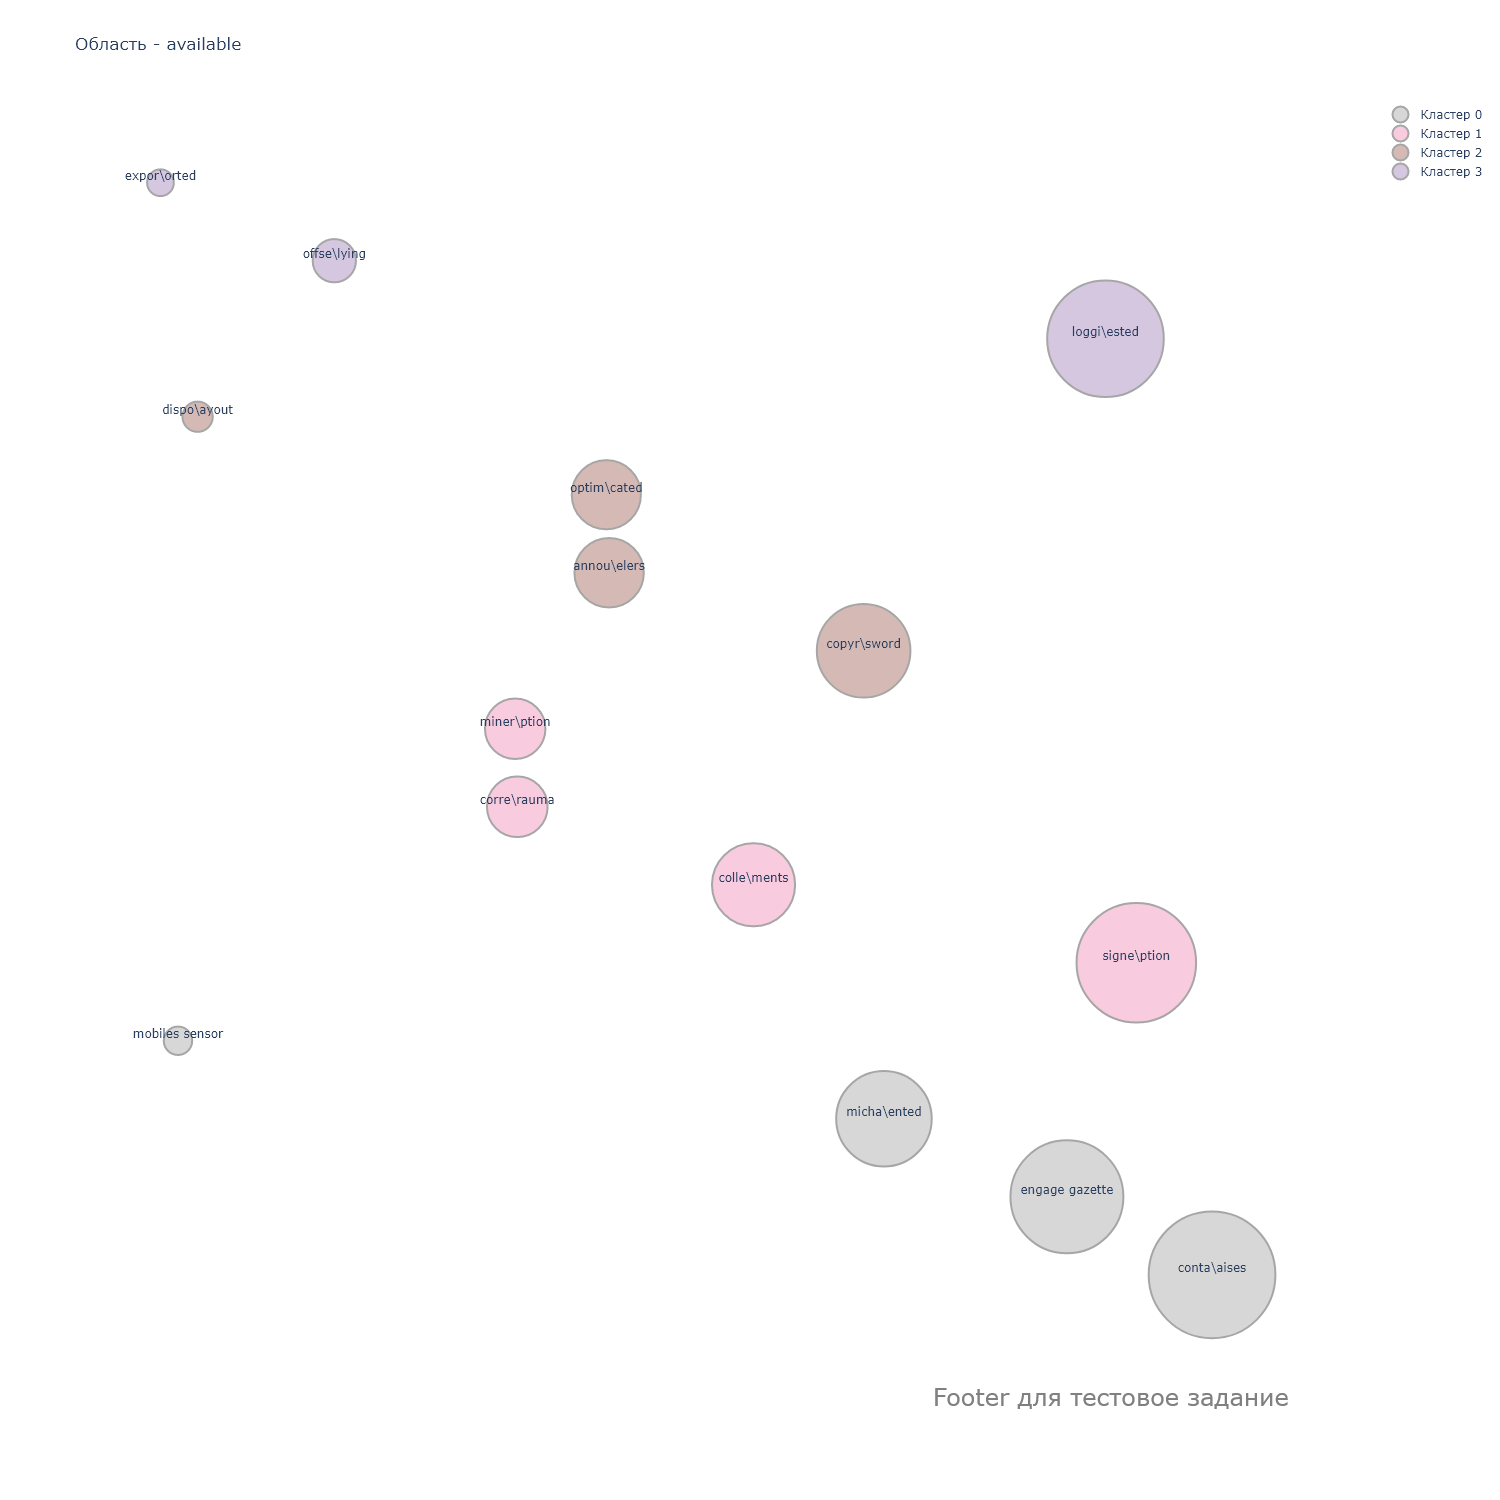 Область - available
Кластер 0
Кластер 1
Кластер 2
Кластер 3
expor\orted
offse\lying
loggi\ested
dispo\ayout
optim\cated
annou\elers
copyr\sword
miner\ption
corre\rauma
colle\ments
signe\ption
mobiles sensor
micha\ented
engage gazette
conta\aises
Footer для тестовое задание